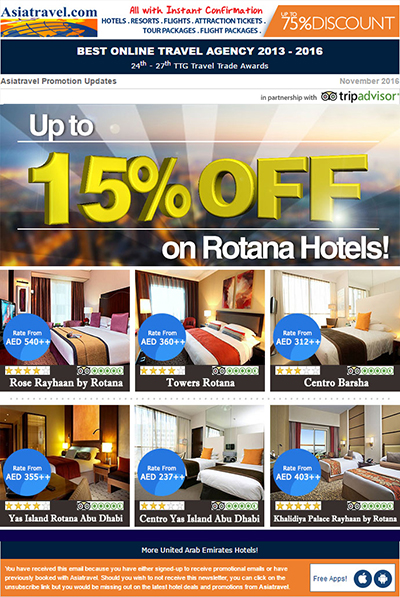 Asiatravel.com
All with Instant Confirmation
HOTELS . RESORTS . FLIGHTS . ATTRACTION TICKETS .
TOUR PACKAGES . FLIGHT PACKAGES .
UP TO
75% DISCOUNT
BEST ONLINE TRAVEL AGENCY 2013 - 2016
24th - 27th TTG Travel Trade Awards
Asiatravel Promotion Updates
November 2016
in partnership with tripadvisor
Up to
15% OFF
on Rotana Hotels!
Rate From
AED 540++
Rose Rayhaan by Rotana
Rate From
AED 360++
Towers Rotana
Rate From
AED 312++
Centro Barsha
Rate From
AED 355++
Yas Island Rotana Abu Dhabi
Rate From
AED 237++
Centro Yas Island Abu Dhabi
Rate From
AED 403++
Khalidiya Palace Rayhaan by Rotana
More United Arab Emirates Hotels!
You have received this email because you have either signed-up to receive promotional emails or have
previously booked with Asiatravel. Should you wish to not receive this newsletter, you can click on the
unsubscribe link but you would be missing out on the latest hotel deals and promotions from Asiatravel.
Free Apps!